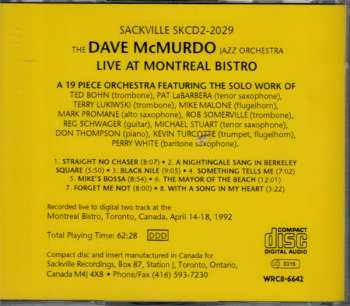 SACKVILLE SKCD2-2029
THE DAVE McMURDO JAZZ ORCHESTRA
LIVE AT MONTREAL BISTRO
A 19 PIECE ORCHESTRA FEATURING THE SOLO WORK OF
TED BOHN (trombone), PAT LaBARBERA (tenor saxophone),
TERRY LUKIWSKI (trombone), MIKE MALONE (flugelhorn),
MARK PROMANE (alto saxophone), ROB SOMERVILLE (tenor saxophone),
REG SCHWAGER (guitar), MICHAEL STUART (tenor saxophone),
DON THOMPSON (piano), KEVIN TURCOTTE (trumpet, flugelhorn),
PERRY WHITE (baritone saxophone).
1. STRAIGHT NO CHASER (8:07) • 2. A NIGHTINGALE SANG IN BERKELEY
SQUARE (5:50) • 3. BLACK NILE (9:05) • 4. SOMETHING TELLS ME (7:02)
5. MIKE'S BOSSA (8:54) • 6. THE MAYOR OF THE BEACH (12:01)
7. FORGET ME NOT (8:00) • 8. WITH A SONG IN MY HEART (3:22)
Recorded live to digital two track at the
Montreal Bistro, Toronto, Canada, April 14-18, 1992
Total Playing Time: 62:28 DDD
Compact disc and insert manufactured in Canada for
Sackville Recordings, Box 87, Station J, Toronto, Ontario,
Canada M4J 4X8 • Phone/Fax (416) 593-7230
COMPACT
disc
DIGITAL AUDIO
WRC8-6642